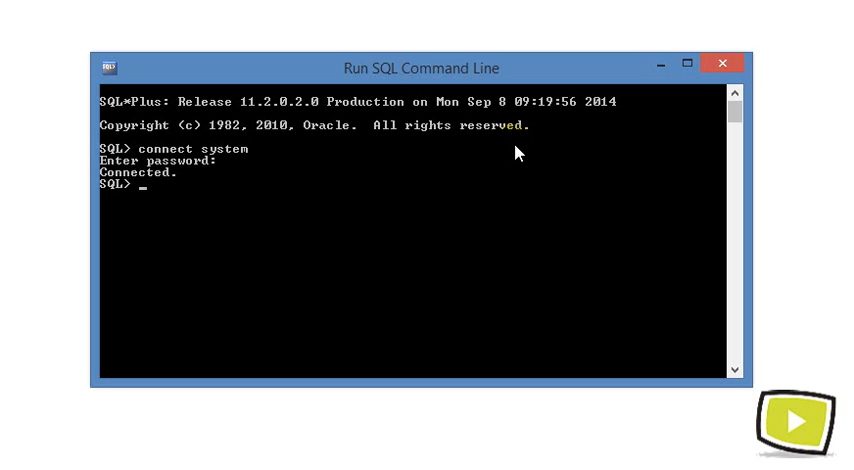 Run SQL Command Line
SQL*Plus: Release 11.2.0.2.0 Production on Mon Sep 8 09:19:56 2014
Copyright (c) 1982, 2010, Oracle.  All rights reserved.
SQL> connect system
Enter password:
Connected.
SQL> _